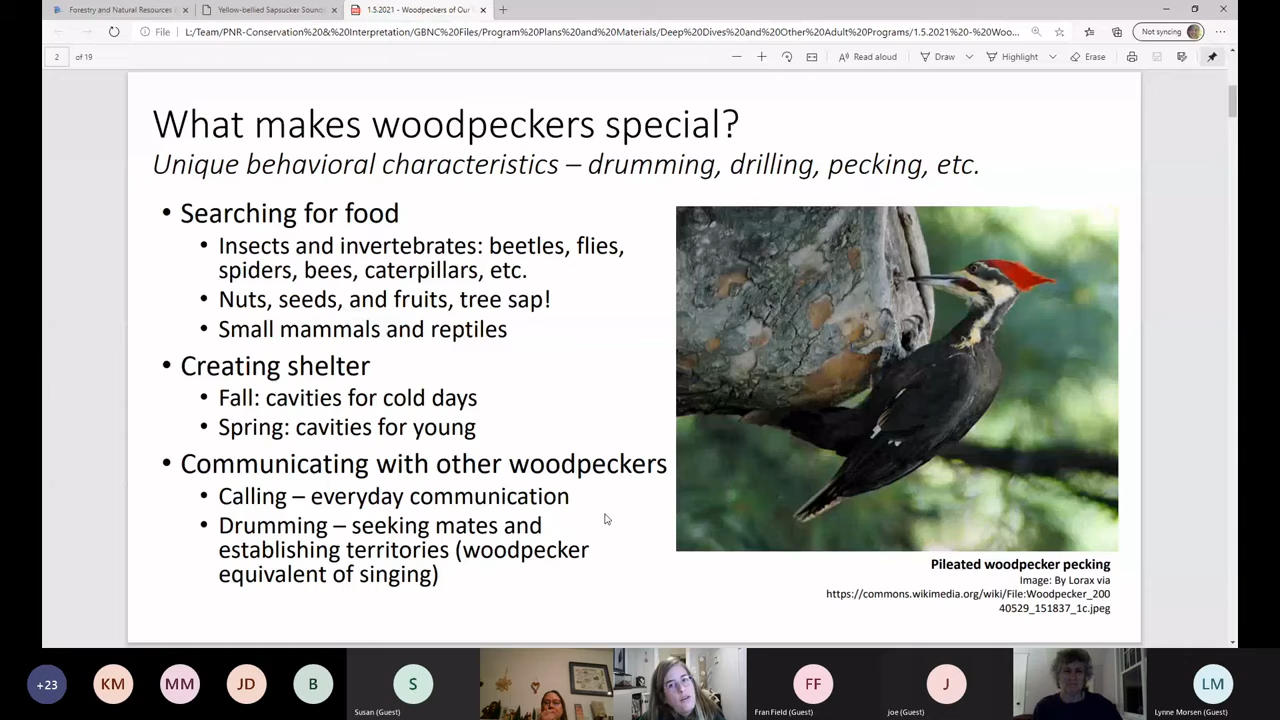 Forestry and Natural Resources
Yellow-bellied Sapsucker Sound
1.5.2021 - Woodpeckers of Our
File
L:/Team/PNR-Conservation%20&%20Interpretation/GBNC%20Files/Program%20Plans%20and%20Materials/Deep%20Dives%20and%20Other%20Adult%20Programs/1.5.2021%20-%20Woo...
Not syncing
2 of 19
Read aloud
Draw
Highlight
Erase
What makes woodpeckers special?
Unique behavioral characteristics – drumming, drilling, pecking, etc.
• Searching for food
• Insects and invertebrates: beetles, flies,
spiders, bees, caterpillars, etc.
• Nuts, seeds, and fruits, tree sap!
• Small mammals and reptiles
• Creating shelter
• Fall: cavities for cold days
• Spring: cavities for young
• Communicating with other woodpeckers
• Calling – everyday communication
• Drumming – seeking mates and
establishing territories (woodpecker
equivalent of singing)
Pileated woodpecker pecking
Image: By Lorax via
https://commons.wikimedia.org/wiki/File:Woodpecker_200
40529_151837_1c.jpeg
+23
KM
MM
JD
B
S
Susan (Guest)
FF
Fran Field (Guest)
J
joe (Guest)
LM
Lynne Morsen (Guest)